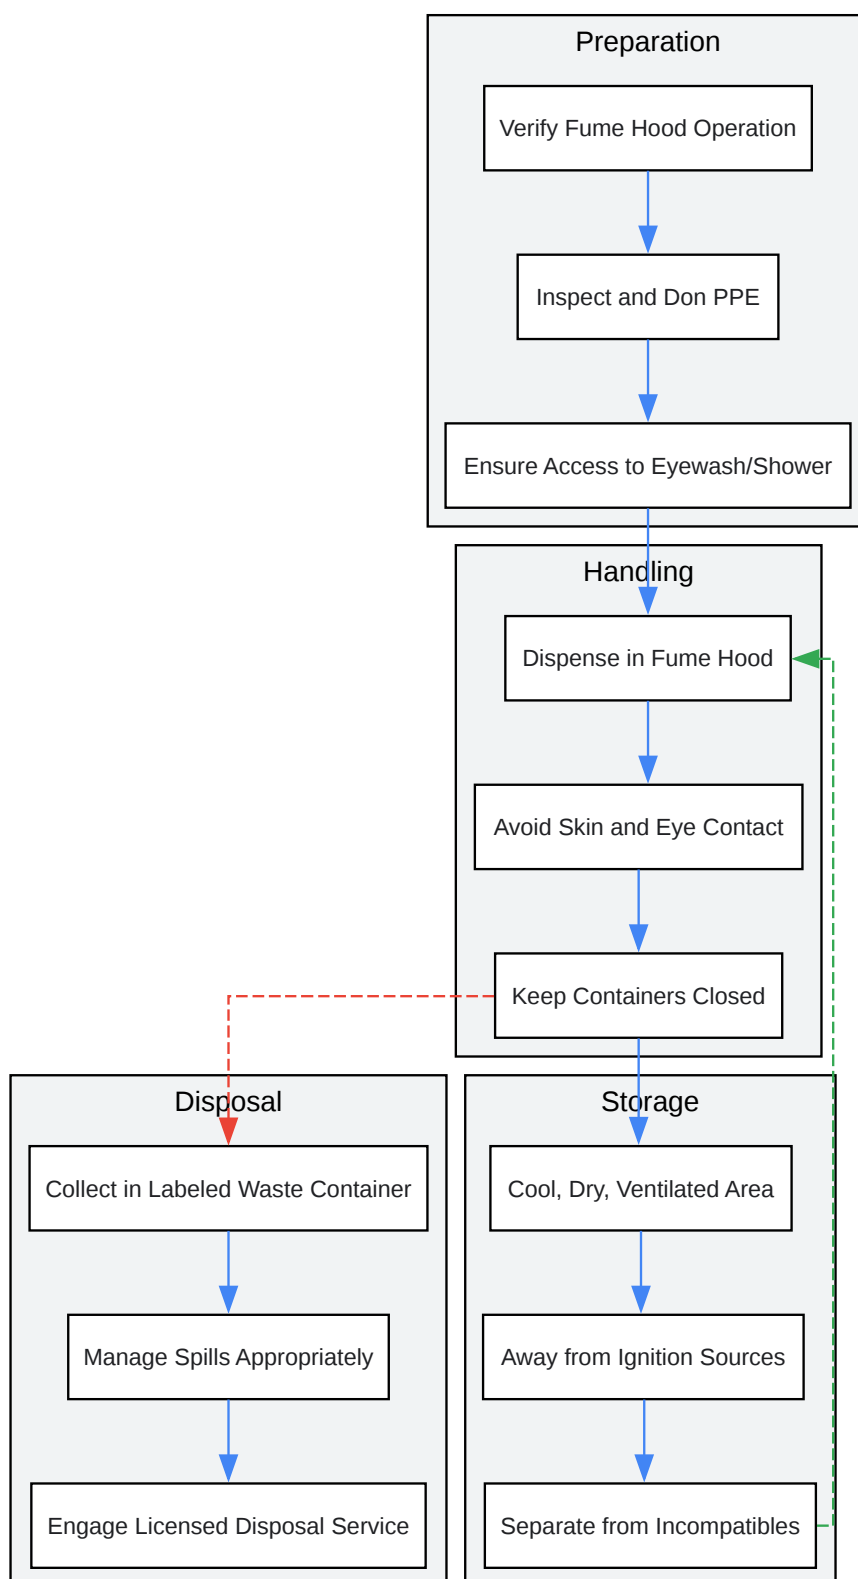 Preparation
Verify Fume Hood Operation
Inspect and Don PPE
Ensure Access to Eyewash/Shower
Handling
Dispense in Fume Hood
Avoid Skin and Eye Contact
Keep Containers Closed
Disposal
Collect in Labeled Waste Container
Manage Spills Appropriately
Engage Licensed Disposal Service
Storage
Cool, Dry, Ventilated Area
Away from Ignition Sources
Separate from Incompatibles